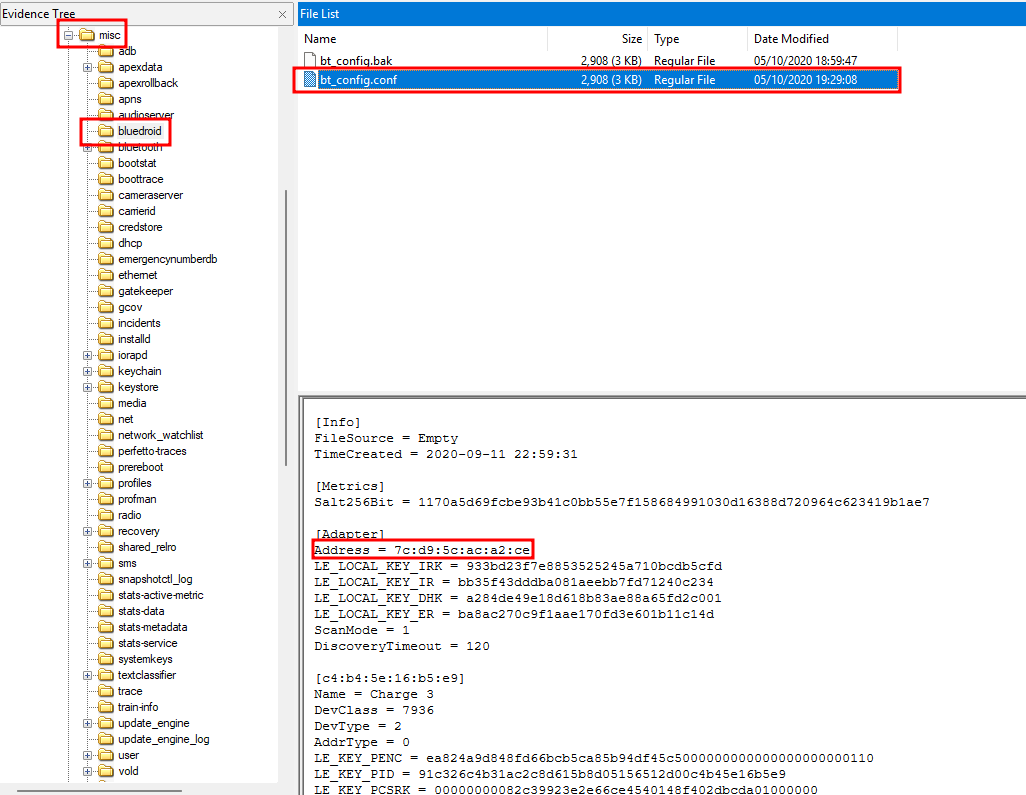 Evidence Tree
misc
adb
apexdata
apexrollback
apns
audioserver
bluedroid
bluetooth
bootstat
boottrace
cameraserver
carrierid
credstore
dhcp
emergencynumberdb
ethernet
gatekeeper
gcov
incidents
installd
iorapd
keychain
keystore
media
net
network_watchlist
perfetto-traces
prereboot
profiles
profman
radio
recovery
shared_relro
sms
snapshotctl_log
stats-active-metric
stats-data
stats-metadata
stats-service
systemkeys
textclassifier
trace
train-info
update_engine
update_engine_log
user
vold
File List
Name Size Type Date Modified
bt_config.bak 2,908 (3 KB) Regular File 05/10/2020 18:59:47
bt_config.conf 2,908 (3 KB) Regular File 05/10/2020 19:29:08
[Info]
FileSource = Empty
TimeCreated = 2020-09-11 22:59:31
[Metrics]
Salt256Bit = 1170a5d69fcbe93b41c0bb55e7f158684991030d16388d720964c623419b1ae7
[Adapter]
Address = 7c:d9:5c:ac:a2:ce
LE_LOCAL_KEY_IRK = 933bd23f7e8853525245a710bcdb5cfd
LE_LOCAL_KEY_IR = bb35f43dddba081aeebb7fd71240c234
LE_LOCAL_KEY_DHK = a284de49e18d618b83ae88a65fd2c001
LE_LOCAL_KEY_ER = ba8ac270c9f1aae170fd3e601b11c14d
ScanMode = 1
DiscoveryTimeout = 120
[c4:b4:5e:16:b5:e9]
Name = Charge 3
DevClass = 7936
DevType = 2
AddrType = 0
LE_KEY_PENC = ea824a9d848fd66bcb5ca85b94df45c50000000000000000000000110
LE_KEY_PID = 91c326c4b31ac2c8d615b8d05156512d00c4b45e16b5e9
LE_KEY_PCSRK = 00000000082c39923e2e66ce4540148f402dbcda01000000